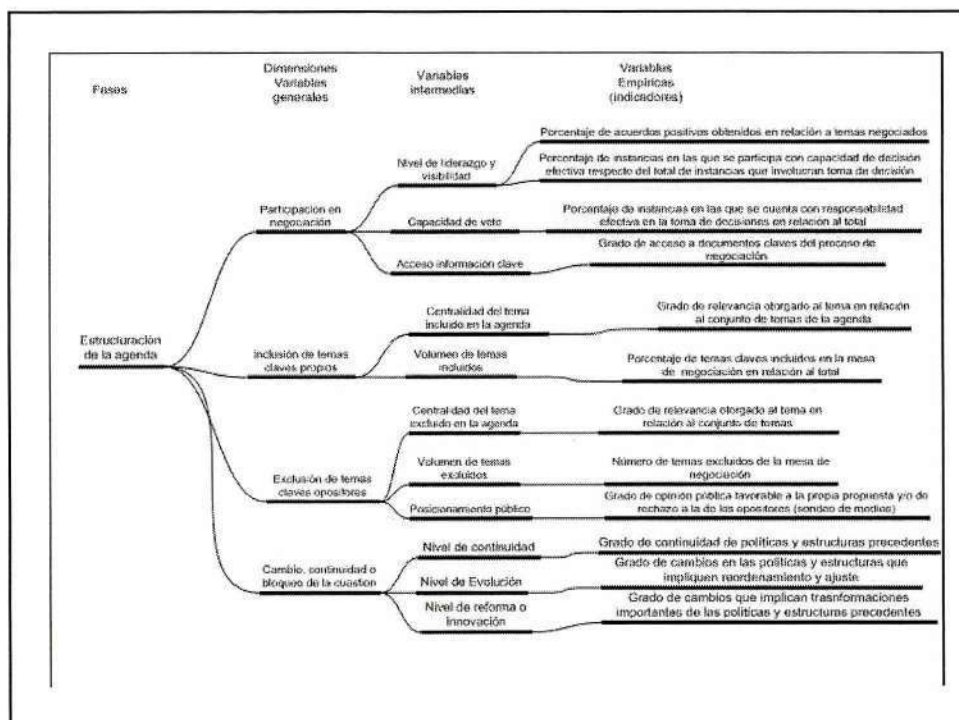 Fases
Dimensiones
Variables
generales
Variables
intermedias
Variables
Empíricas
(indicadores)
Estructuración
de la agenda
Participación en
negociación
Nivel de liderazgo y
visibilidad
Porcentaje de acuerdos positivos obtenidos en relación a temas negociados
Porcentaje de instancias en las que se participa con capacidad de decisión
efectiva respecto del total de instancias que involucran toma de decisión
Capacidad de veto
Porcentaje de instancias en las que se cuenta con responsabilidad
efectiva en la toma de decisiones en relación al total
Acceso información clave
Grado de acceso a documentos claves del proceso de
negociación
Inclusión de temas
claves propios
Centralidad del tema
incluido en la agenda
Grado de relevancia otorgado al tema en relación
al conjunto de temas de la agenda
Volumen de temas
incluidos
Porcentaje de temas claves incluidos en la mesa
de negociación en relación al total
Exclusión de temas
claves opositores
Centralidad del tema
excluido en la agenda
Grado de relevancia otorgado al tema en
relación al conjunto de temas
Volumen de temas
excluidos
Número de temas excluidos de la mesa de
negociación
Posicionamiento público
Grado de opinión pública favorable a la propia propuesta y/o de
rechazo a la de los opositores (sondeo de medios)
Cambio, continuidad o
bloqueo de la cuestion
Nivel de continuidad
Grado de continuidad de políticas y estructuras precedentes
Nivel de Evolución
Grado de cambios en las políticas y estructuras que
impliquen reordenamiento y ajuste
Nivel de reforma o
innovación
Grado de cambios que implican trasnformaciones
importantes de las políticas y estructuras precedentes